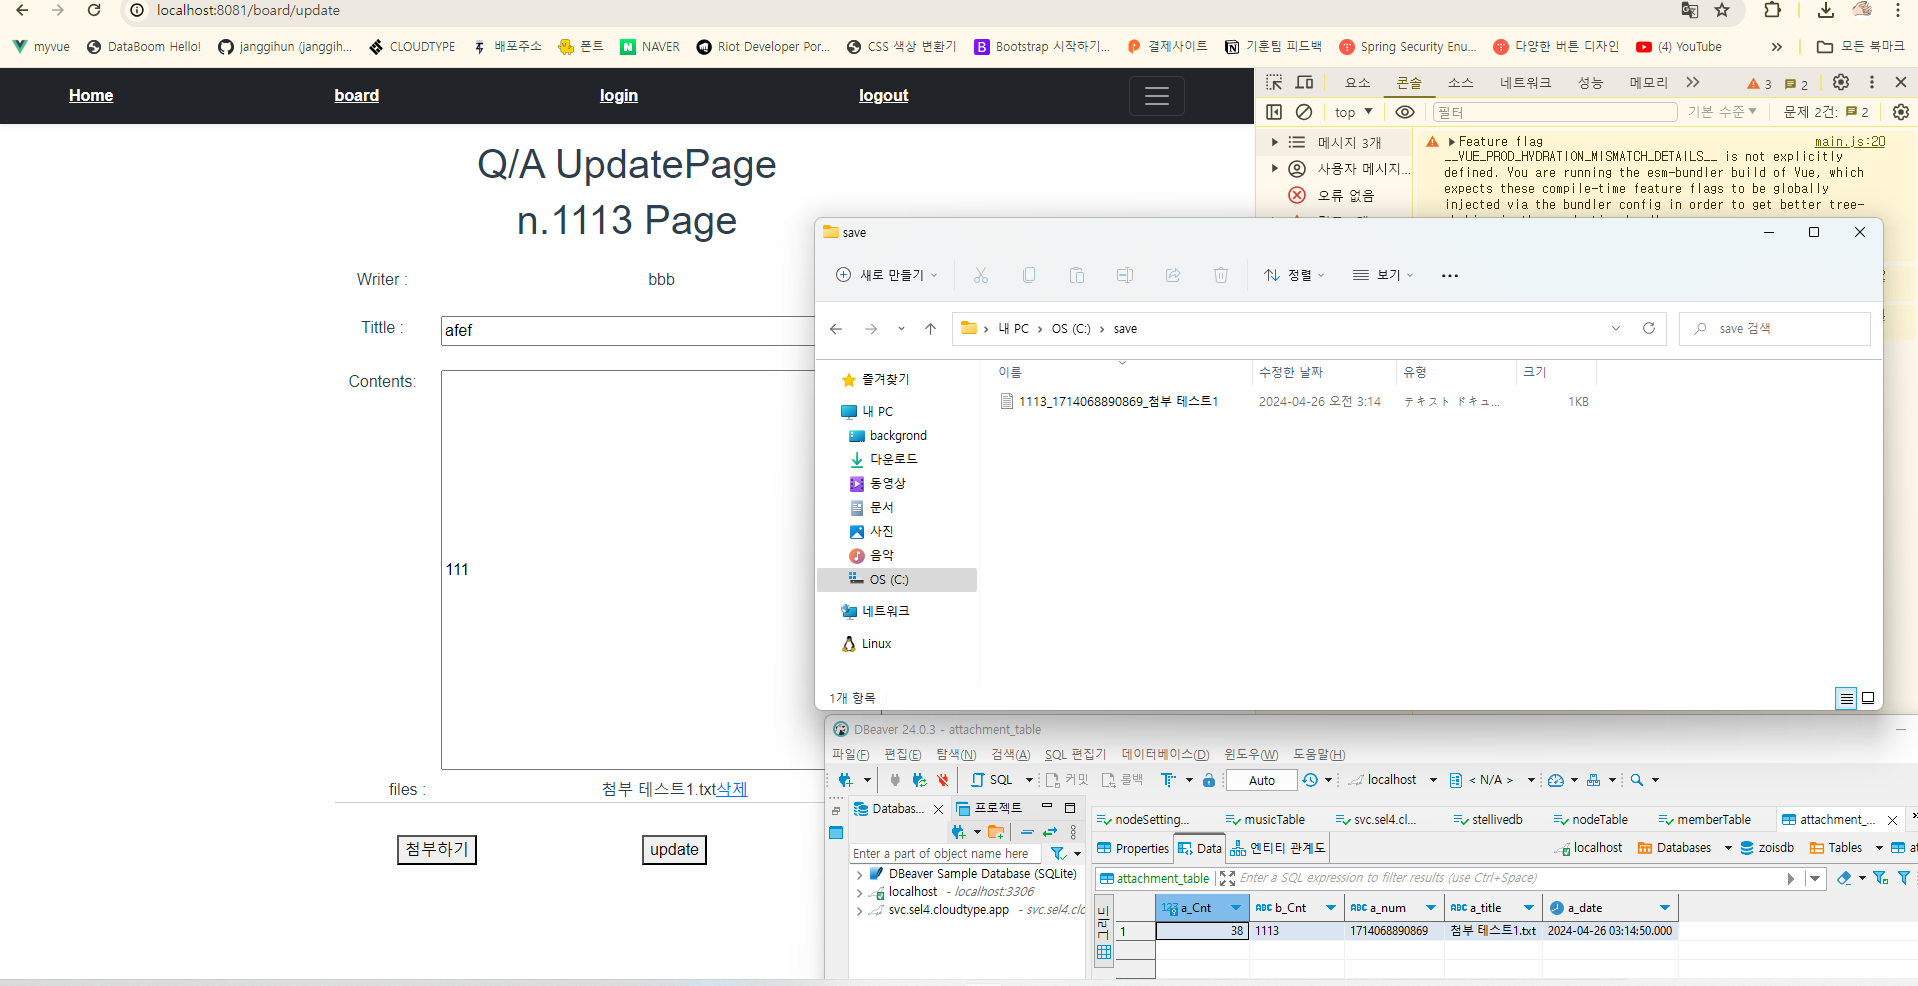 localhost:8081/board/update
myvue DataBoom Hello! janggihun (janggih... CLOUDTYPE 배포주소 폰트 NAVER Riot Developer Por... CSS 색상 변환기 Bootstrap 시작하기... 결제사이트 기훈팀 피드백 Spring Security Enu... 다양한 버튼 디자인 (4) YouTube 모든 북마크
Home board login logout
Q/A UpdatePage
n.1113 Page
Writer : bbb
Tittle : afef
Contents:
111
files : 첨부 테스트1.txt삭제
첨부하기 update
요소 콘솔 소스 네트워크 성능 메모리 3 2
top 필터 기본 수준 문제 2건: 2
메시지 3개
사용자 메시지...
오류 없음
Feature flag main.js:20
__VUE_PROD_HYDRATION_MISMATCH_DETAILS__ is not explicitly
defined. You are running the esm-bundler build of Vue, which
expects these compile-time feature flags to be globally
injected via the bundler config in order to get better tree-
save
새로 만들기 정렬 보기
내 PC OS (C:) save save 검색
이름 수정한 날짜 유형 크기
1113_1714068890869_첨부 테스트1 2024-04-26 오전 3:14 テキスト ドキュ... 1KB
즐겨찾기
내 PC
backgrond
다운로드
동영상
문서
사진
음악
OS (C:)
네트워크
Linux
1개 항목
DBeaver 24.0.3 - attachment_table
파일(F) 편집(E) 탐색(N) 검색(A) SQL 편집기 데이터베이스(D) 윈도우(W) 도움말(H)
SQL 커밋 롤백 Auto localhost < N/A >
Databas... 프로젝트
Enter a part of object name here
DBeaver Sample Database (SQLite)
localhost - localhost:3306
svc.sel4.cloudtype.app - svc.sel4.clo
nodeSetting... musicTable svc.sel4.cl... stellivedb nodeTable memberTable attachment_...
Properties Data 엔티티 관계도 localhost Databases zoisdb Tables at
attachment_table Enter a SQL expression to filter results (use Ctrl+Space)
그리드
123 a_Cnt ABC b_Cnt ABC a_num ABC a_title a_date
1 38 1113 1714068890869 첨부 테스트1.txt 2024-04-26 03:14:50.000